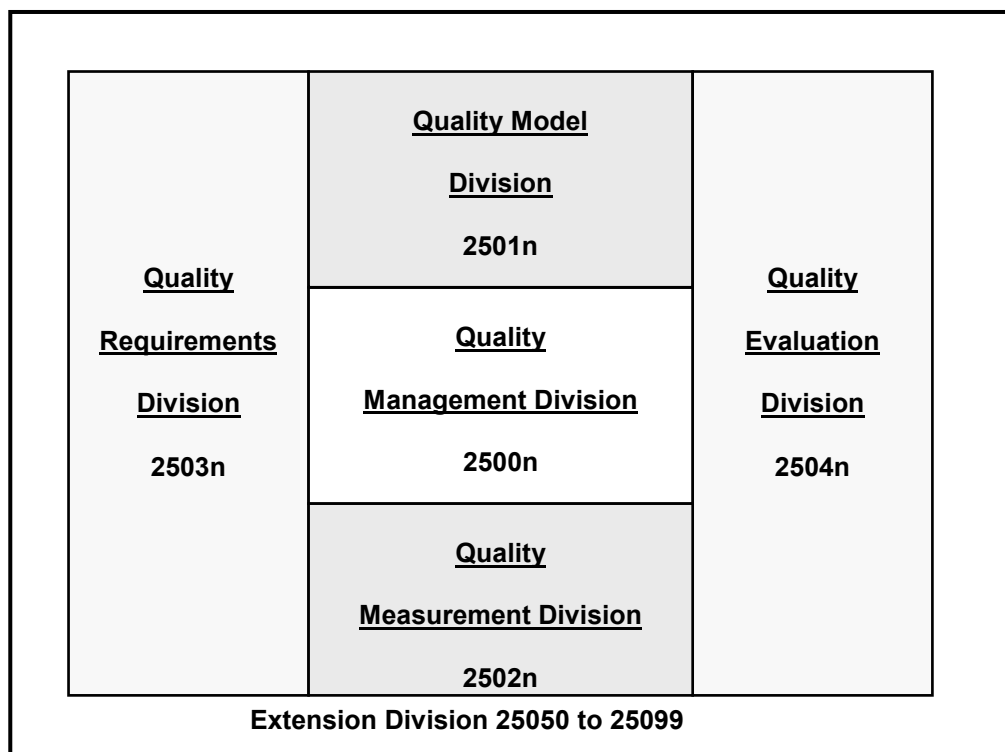 Quality
Requirements
Division
2503n
Quality Model
Division
2501n
Quality
Management Division
2500n
Quality
Measurement Division
2502n
Quality
Evaluation
Division
2504n
Extension Division 25050 to 25099